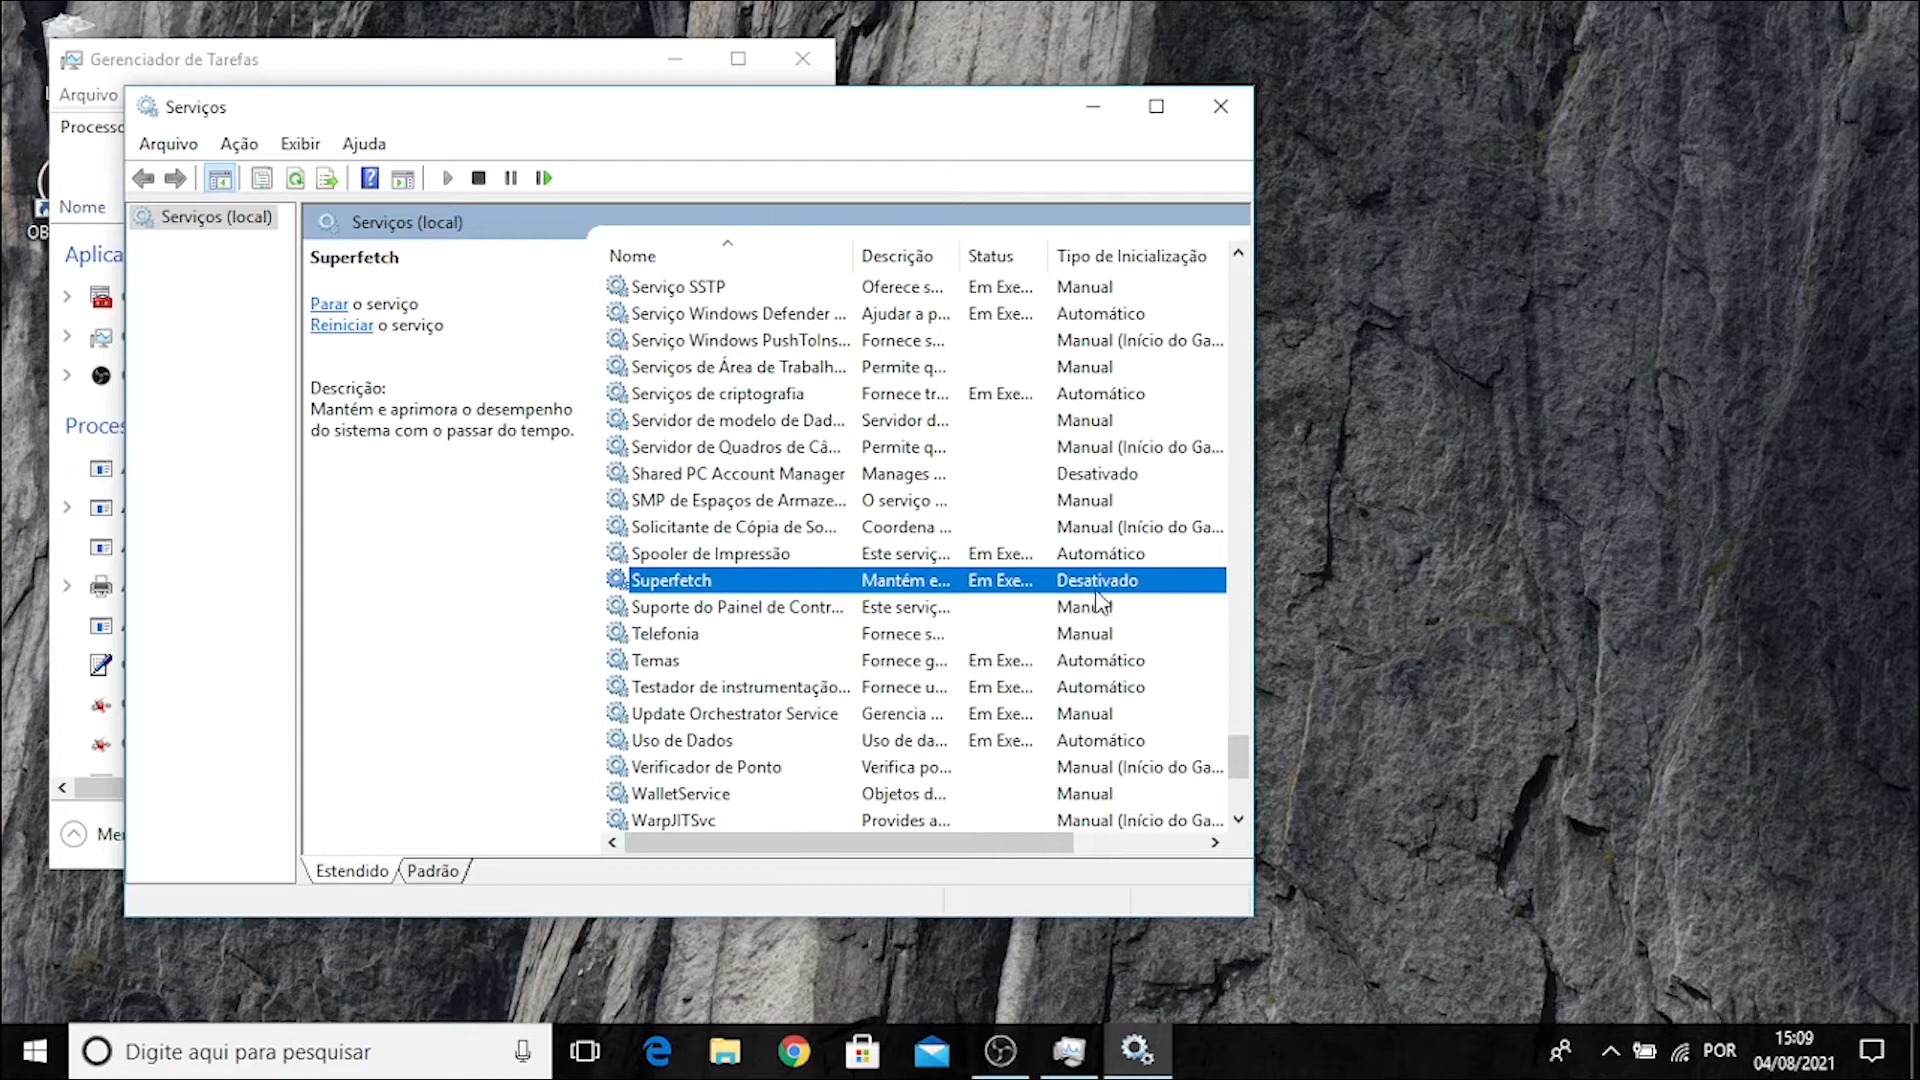 Gerenciador de Tarefas
Arquivo
Processo
Nome
OB
Aplica
Proces
Mer
Serviços
Arquivo Ação Exibir Ajuda
Serviços (local)
Serviços (local)
Superfetch
Parar o serviço
Reiniciar o serviço
Descrição:
Mantém e aprimora o desempenho
do sistema com o passar do tempo.
Nome Descrição Status Tipo de Inicialização
Serviço SSTP Oferece s... Em Exe... Manual
Serviço Windows Defender ... Ajudar a p... Em Exe... Automático
Serviço Windows PushToIns... Fornece s... Manual (Início do Ga...
Serviços de Área de Trabalh... Permite q... Manual
Serviços de criptografia Fornece tr... Em Exe... Automático
Servidor de modelo de Dad... Servidor d... Manual
Servidor de Quadros de Câ... Permite q... Manual (Início do Ga...
Shared PC Account Manager Manages ... Desativado
SMP de Espaços de Armaze... O serviço ... Manual
Solicitante de Cópia de So... Coordena ... Manual (Início do Ga...
Spooler de Impressão Este serviç... Em Exe... Automático
Superfetch Mantém e... Em Exe... Desativado
Suporte do Painel de Contr... Este serviç... Manual
Telefonia Fornece s... Manual
Temas Fornece g... Em Exe... Automático
Testador de instrumentação... Fornece u... Em Exe... Automático
Update Orchestrator Service Gerencia ... Em Exe... Manual
Uso de Dados Uso de da... Em Exe... Automático
Verificador de Ponto Verifica po... Manual (Início do Ga...
WalletService Objetos d... Manual
WarpJITSvc Provides a... Manual (Início do Ga...
Estendido Padrão
Digite aqui para pesquisar
POR
15:09
04/08/2021